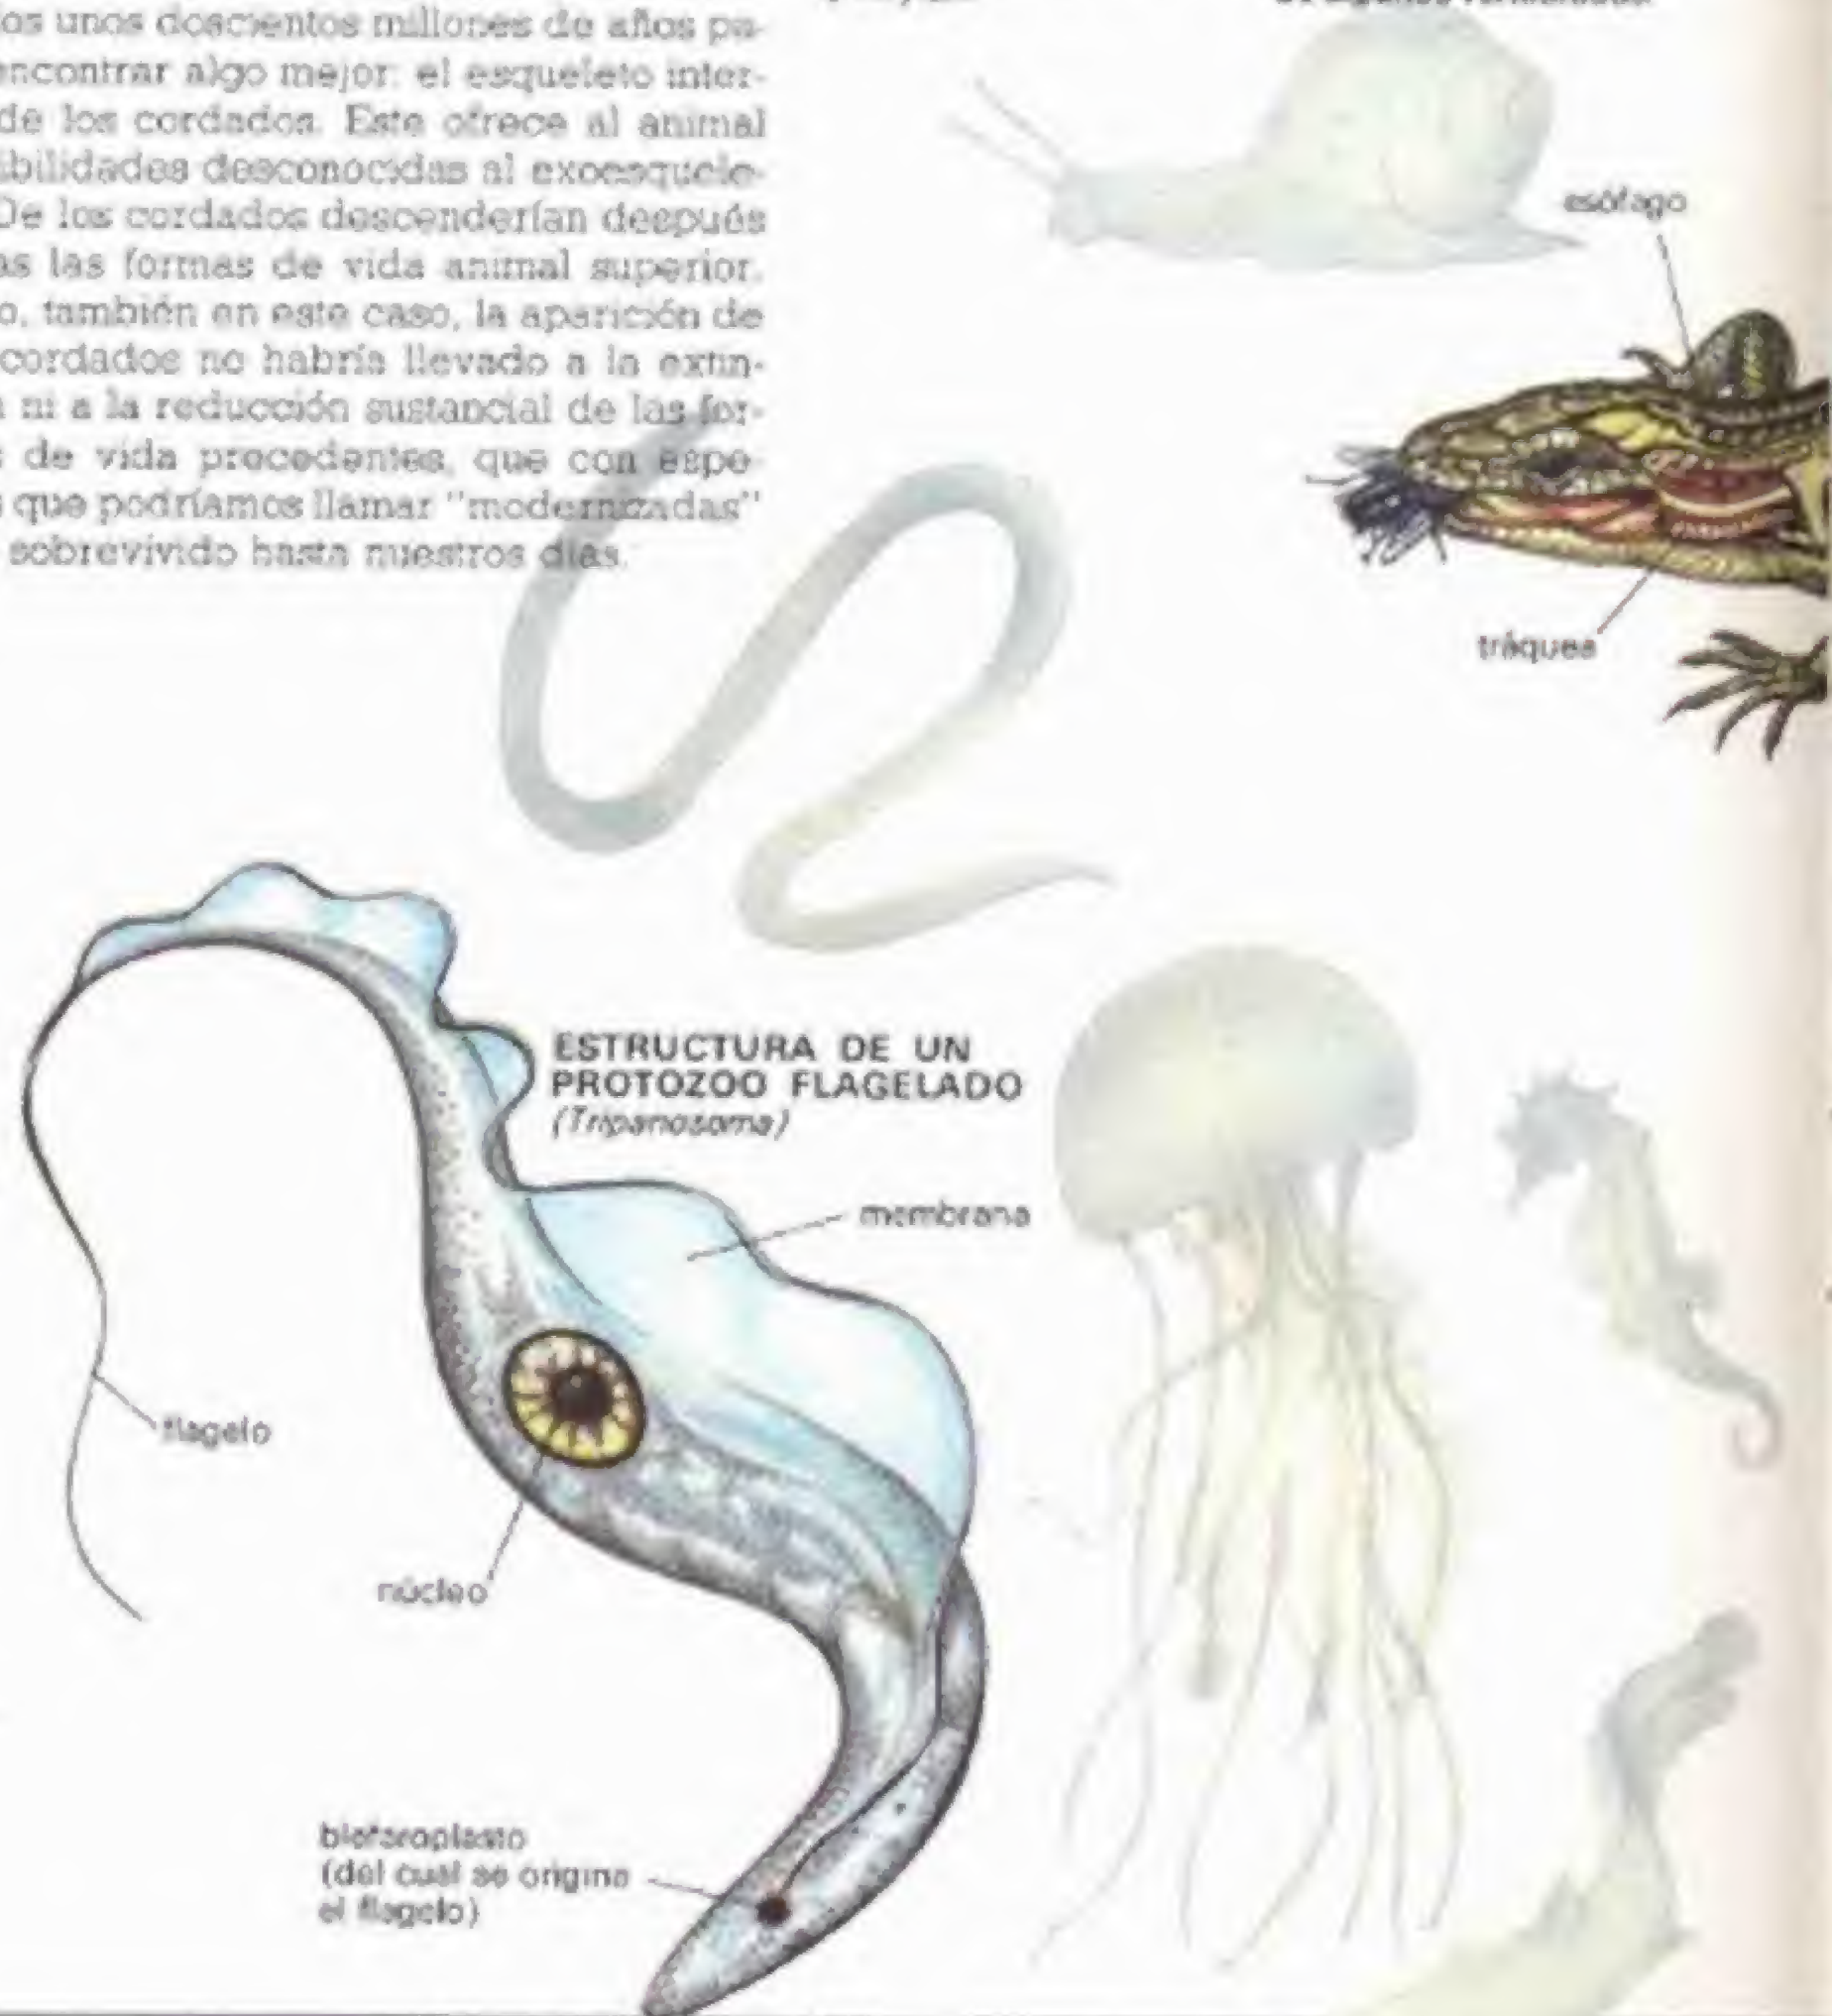 os unos doscientos millones de años pa-
encontrar algo mejor: el esqueleto inter-
de los cordados. Este ofrece al animal
ibilidades desconocidas al exoesquele-
De los cordados descenderían después
as las formas de vida animal superior.
o, también en este caso, la aparición de
cordados no habría llevado a la extin-
n ni a la reducción sustancial de las for-
s de vida precedentes, que con espe-
s que podríamos llamar "modernizadas"
sobrevivido hasta nuestros días.
esófago
tráquea
ESTRUCTURA DE UN
PROTOZOO FLAGELADO
(Tripanosoma)
membrana
flagelo
núcleo
blefaroplasto
(del cual se origina
el flagelo)